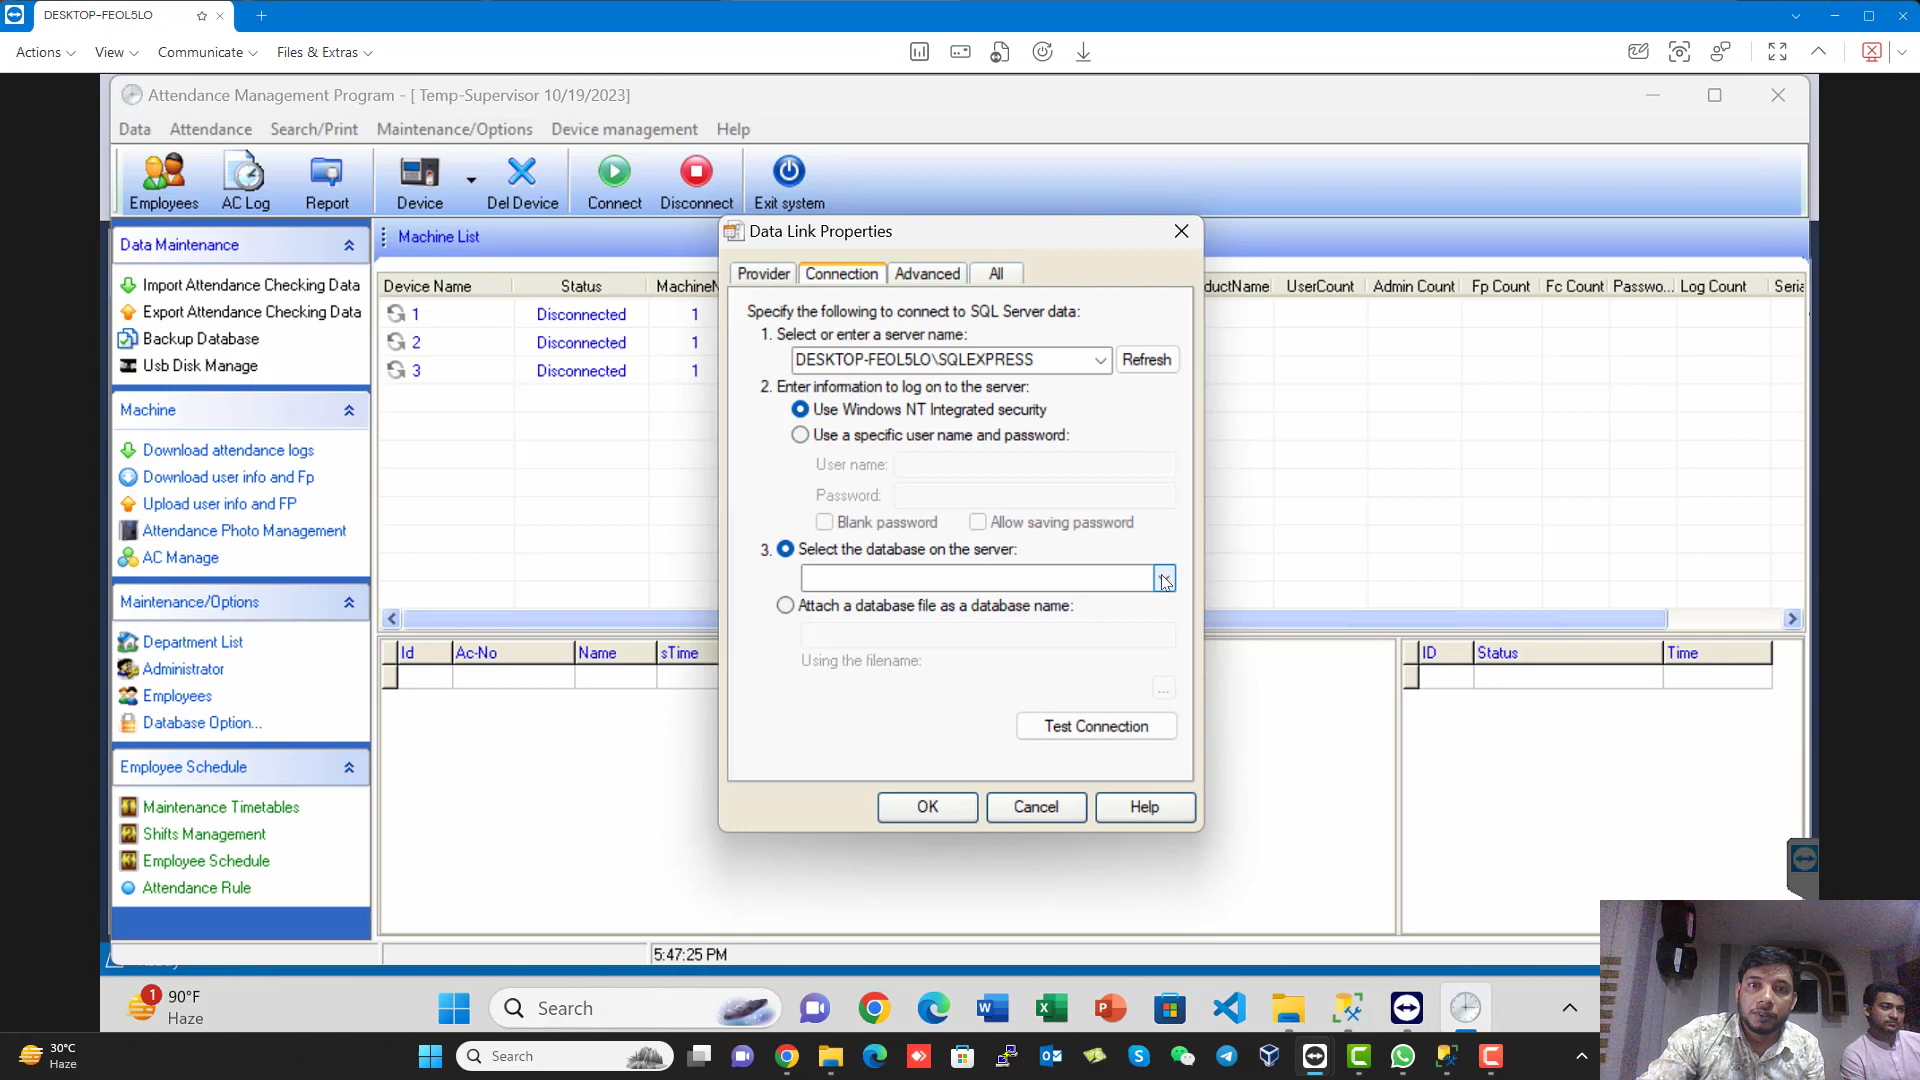 DESKTOP-FEOL5LO
Actions
View
Communicate
Files & Extras
Attendance Management Program - [ Temp-Supervisor 10/19/2023]
Data
Attendance
Search/Print
Maintenance/Options
Device management
Help
Employees
AC Log
Report
Device
Del Device
Connect
Disconnect
Exit system
Data Maintenance
Import Attendance Checking Data
Export Attendance Checking Data
Backup Database
Usb Disk Manage
Machine
Download attendance logs
Download user info and Fp
Upload user info and FP
Attendance Photo Management
AC Manage
Maintenance/Options
Department List
Administrator
Employees
Database Option...
Employee Schedule
Maintenance Timetables
Shifts Management
Employee Schedule
Attendance Rule
Machine List
Device Name Status MachineN
ductName UserCount Admin Count Fp Count Fc Count Passwo... Log Count Seria
1 Disconnected 1
2 Disconnected 1
3 Disconnected 1
Id Ac-No Name sTime
ID Status Time
Data Link Properties
Provider
Connection
Advanced
All
Specify the following to connect to SQL Server data:
1. Select or enter a server name:
DESKTOP-FEOL5LO\SQLEXPRESS
Refresh
2. Enter information to log on to the server:
Use Windows NT Integrated security
Use a specific user name and password:
User name:
Password:
Blank password
Allow saving password
3. Select the database on the server:
Attach a database file as a database name:
Using the filename:
...
Test Connection
OK
Cancel
Help
5:47:25 PM
1
90°F
Haze
Search
30°C
Haze
Search